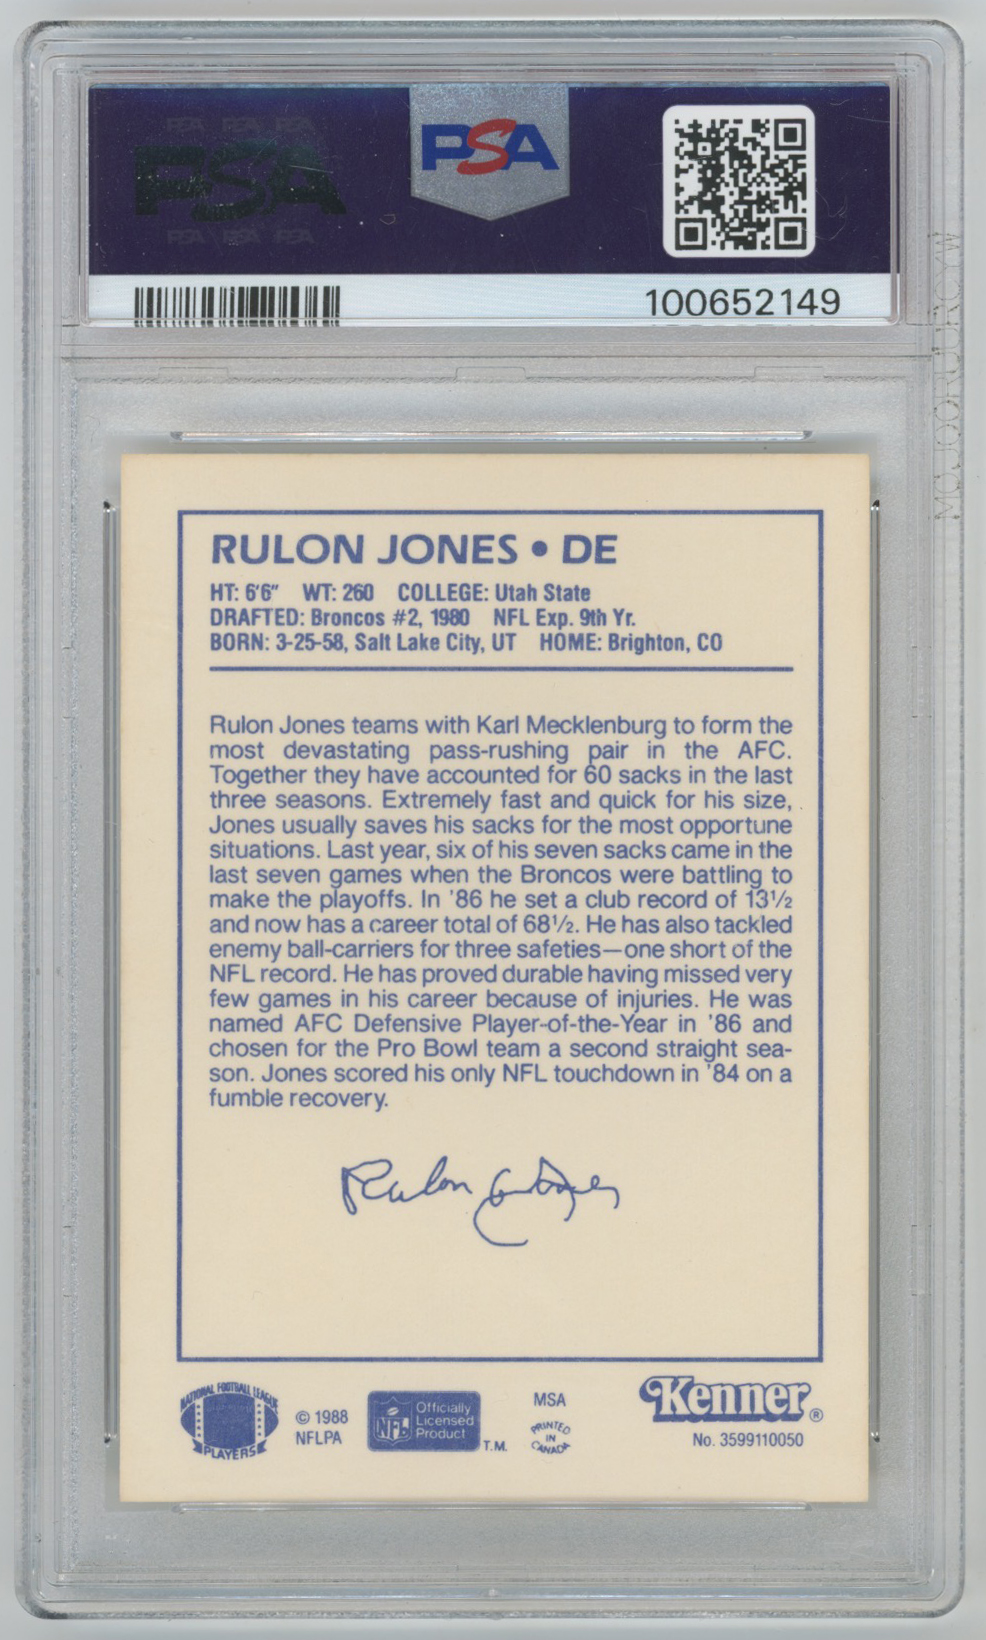 PSA PSA PSA
PSA
PSA PSA PSA
PSA
100652149
RULON JONES • DE
HT: 6'6" WT: 260 COLLEGE: Utah State
DRAFTED: Broncos #2, 1980 NFL Exp. 9th Yr.
BORN: 3-25-58, Salt Lake City, UT HOME: Brighton, CO
Rulon Jones teams with Karl Mecklenburg to form the
most devastating pass-rushing pair in the AFC.
Together they have accounted for 60 sacks in the last
three seasons. Extremely fast and quick for his size,
Jones usually saves his sacks for the most opportune
situations. Last year, six of his seven sacks came in the
last seven games when the Broncos were battling to
make the playoffs. In '86 he set a club record of 13½
and now has a career total of 68½. He has also tackled
enemy ball-carriers for three safeties—one short of the
NFL record. He has proved durable having missed very
few games in his career because of injuries. He was
named AFC Defensive Player-of-the-Year in '86 and
chosen for the Pro Bowl team a second straight sea-
son. Jones scored his only NFL touchdown in '84 on a
fumble recovery.
Rulon Jones
NATIONAL FOOTBALL LEAGUE
PLAYERS
© 1988
NFLPA
NFL
Officially
Licensed
Product
T.M.
MSA
PRINTED
IN
CANADA
Kenner®
No. 3599110050